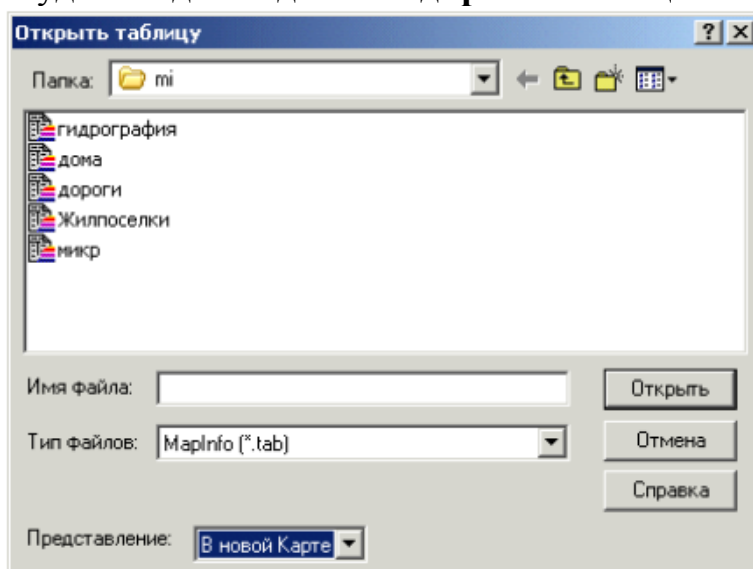 Открыть таблицу
Папка: mi
гидрография
дома
дороги
Жилпоселки
микр
Имя файла:
Открыть
Тип файлов: MapInfo (*.tab)
Отмена
Справка
Представление: В новой Карте